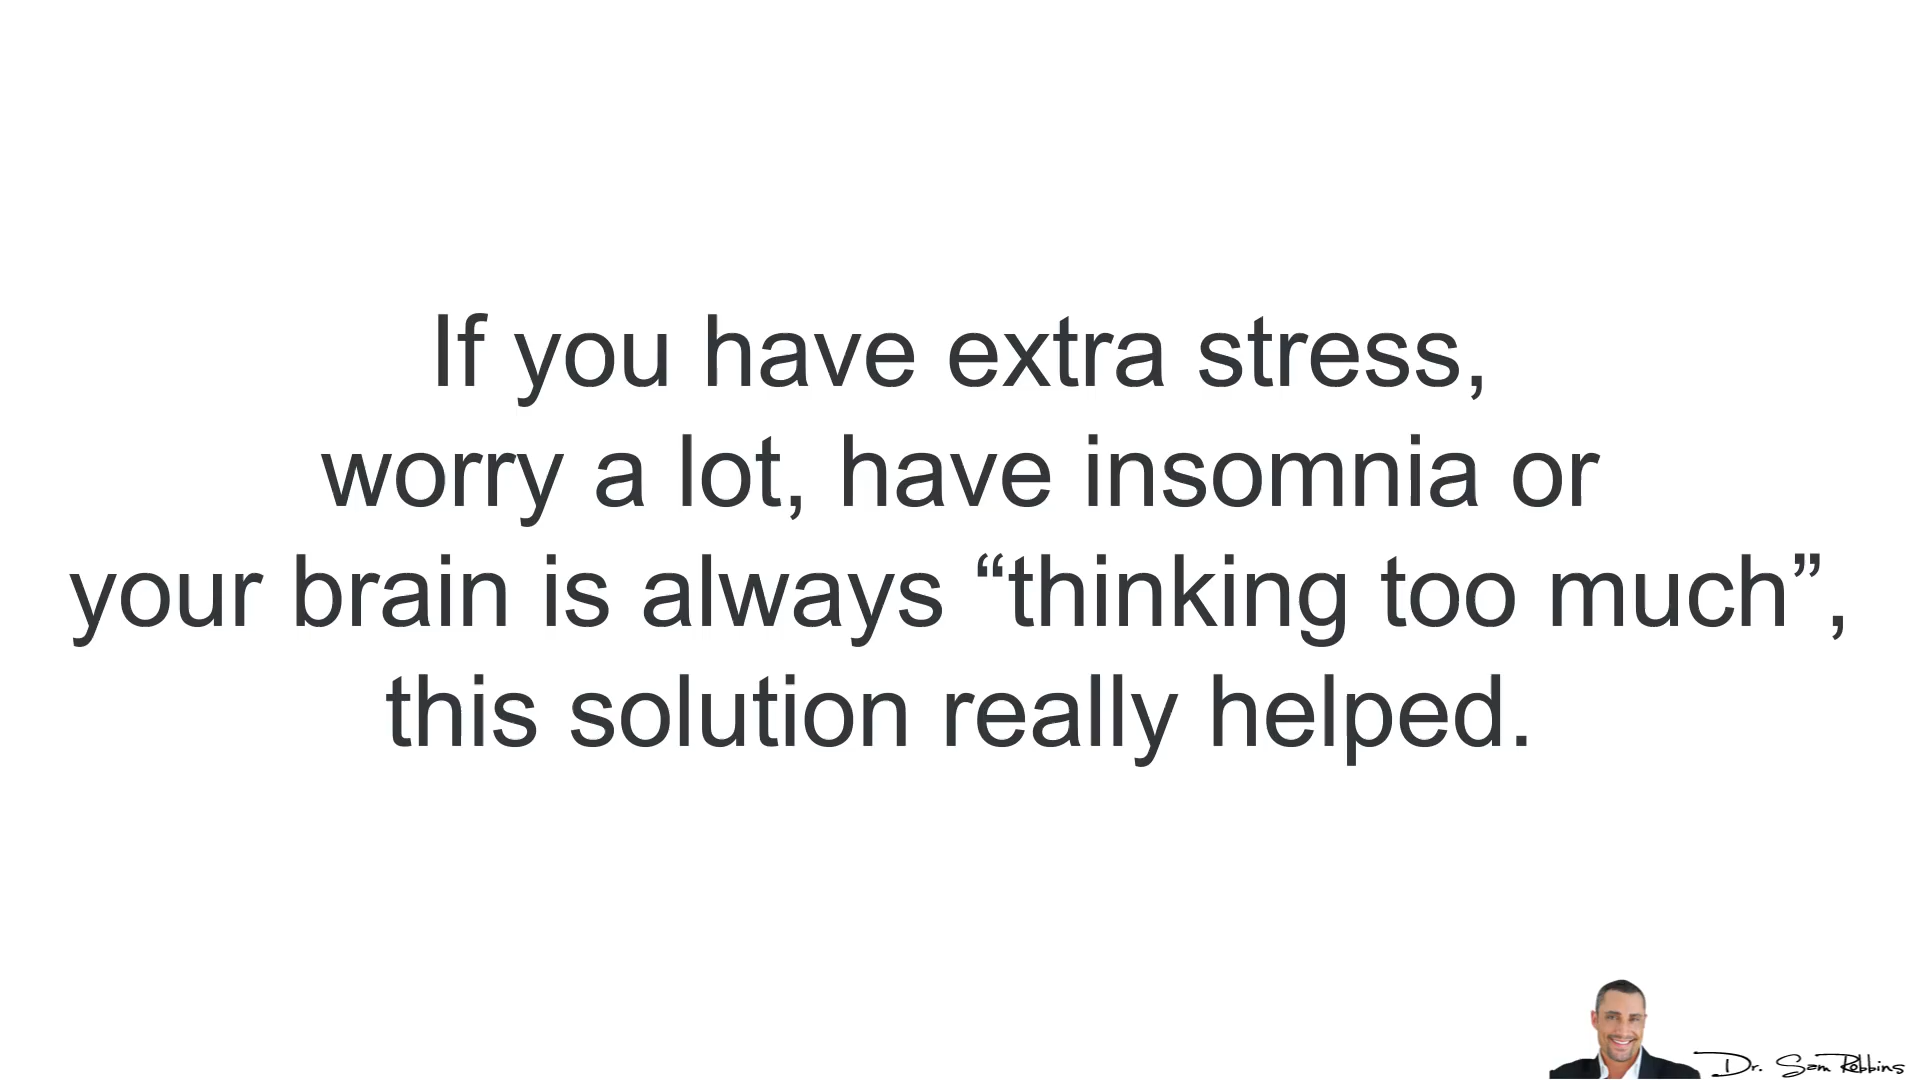 If you have extra stress,
worry a lot, have insomnia or
your brain is always “thinking too much”,
this solution really helped.
Dr. Sam Robbins